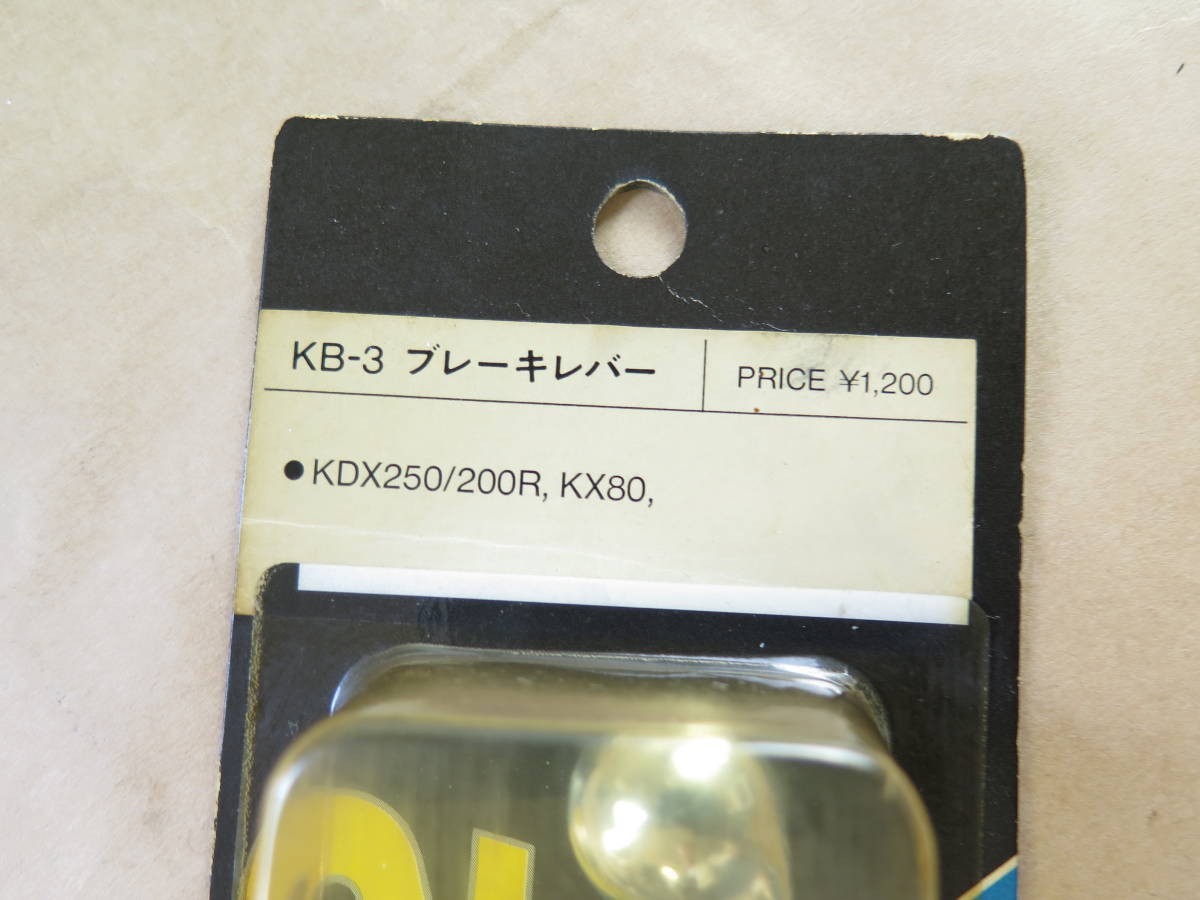 KB-3 ブレーキレバー
PRICE ¥1,200
●KDX250/200R, KX80,